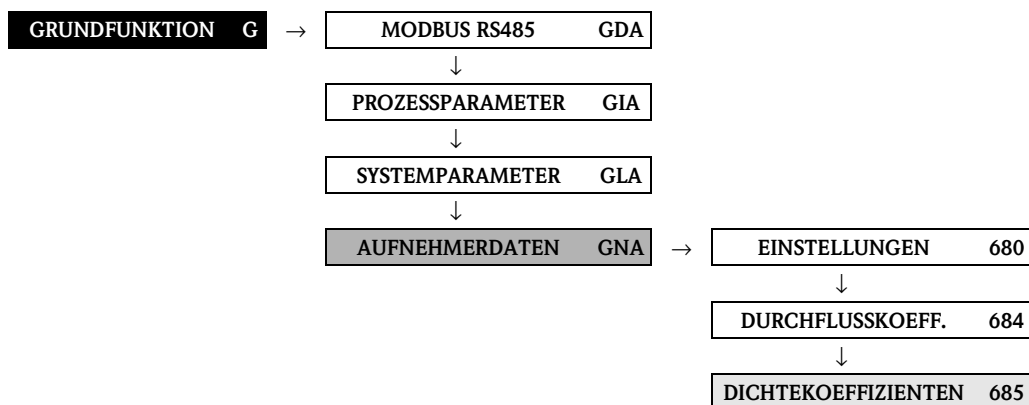 GRUNDFUNKTION G → MODBUS RS485 GDA
↓
PROZESSPARAMETER GIA
↓
SYSTEMPARAMETER GLA
↓
AUFNEHMERDATEN GNA → EINSTELLUNGEN 680
↓
DURCHFLUSSKOEFF. 684
↓
DICHTEKOEFFIZIENTEN 685